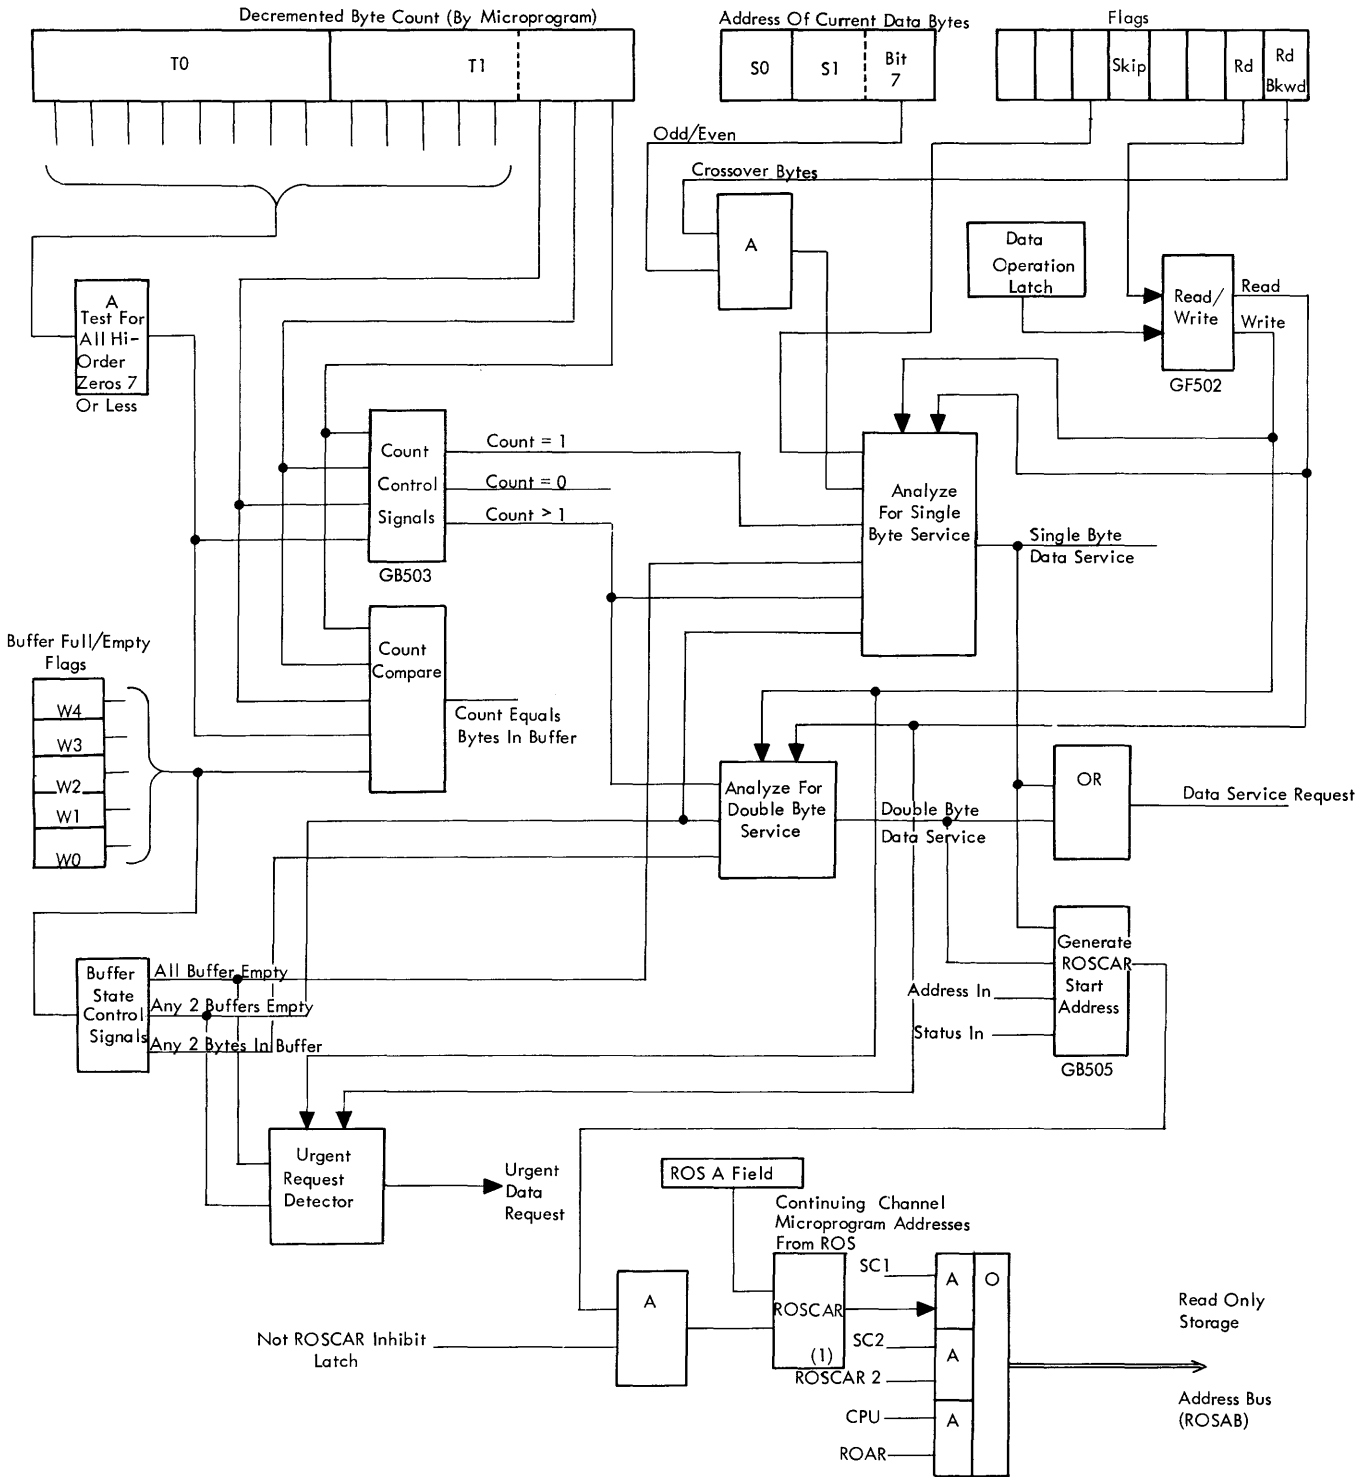 Decremented Byte Count (By Microprogram)
Address Of Current Data Bytes
Flags
T0
T1
S0
S1
Bit
7
Skip
Rd
Rd
Bkwd
Odd/Even
Crossover Bytes
A
Data
Operation
Latch
Read/
Write
Read
Write
GF502
A
Test For
All Hi-
Order
Zeros 7
Or Less
Count
Control
Signals
GB503
Count = 1
Count = 0
Count > 1
Analyze
For Single
Byte Service
Single Byte
Data Service
Buffer Full/Empty
Flags
W4
W3
W2
W1
W0
Count
Compare
Count Equals
Bytes In Buffer
Analyze For
Double Byte
Service
Double Byte
Data Service
OR
Data Service Request
Buffer
State
Control
Signals
All Buffer Empty
Any 2 Buffers Empty
Any 2 Bytes In Buffer
Generate
ROSCAR
Start
Address
Address In
Status In
GB505
Urgent
Request
Detector
Urgent
Data
Request
ROS A Field
Continuing Channel
Microprogram Addresses
From ROS
A
Not ROSCAR Inhibit
Latch
ROSCAR
(1)
SC1
SC2
ROSCAR 2
CPU
ROAR
A
A
A
O
Read Only
Storage
Address Bus
(ROSAB)